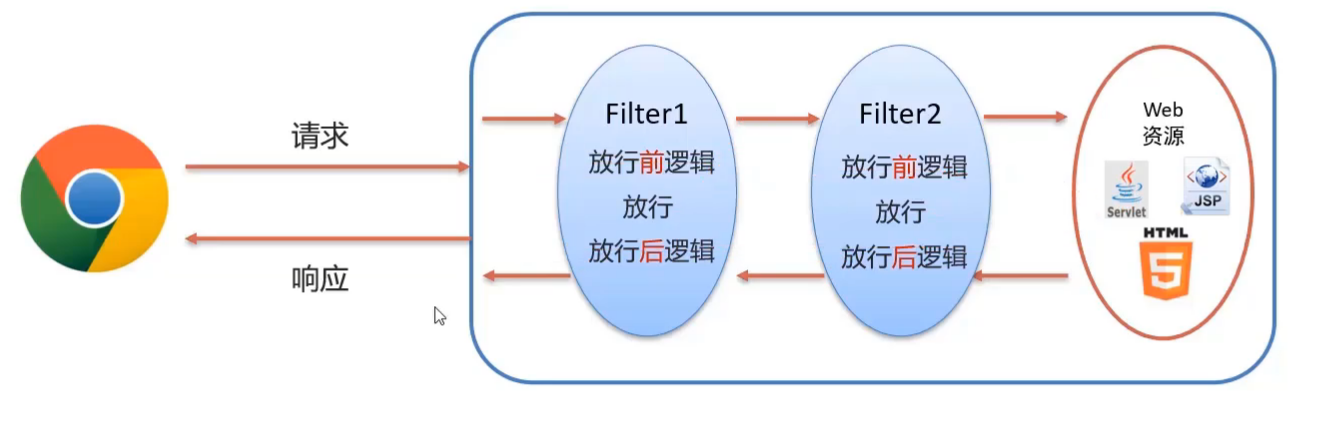 请求
响应
Filter1
放行前逻辑
放行
放行后逻辑
Filter2
放行前逻辑
放行
放行后逻辑
Web
资源
Servlet
JSP
HTML
5